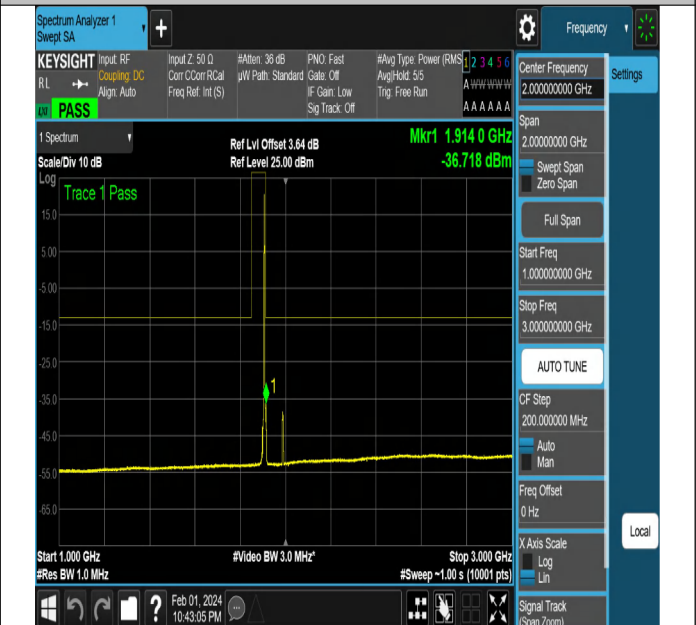 Spectrum Analyzer 1
Swept SA
Frequency
KEYSIGHT
RL
PASS
Input: RF
Coupling: DC
Align: Auto
Input Z: 50 Ω
Corr CCorr RCal
Freq Ref: Int (S)
#Atten: 36 dB
µW Path: Standard
PNO: Fast
Gate: Off
IF Gain: Low
Sig Track: Off
#Avg Type: Power (RMS
Avg|Hold: 5/5
Trig: Free Run
1 2 3 4 5 6
A W W W W W
A A A A A A
1 Spectrum
Scale/Div 10 dB
Ref Lvl Offset 3.64 dB
Ref Level 25.00 dBm
Mkr1 1.914 0 GHz
-36.718 dBm
Log
Trace 1 Pass
15.0
5.00
-5.00
-15.0
-25.0
-35.0
-45.0
-55.0
-65.0
1
Start 1.000 GHz
#Res BW 1.0 MHz
#Video BW 3.0 MHz*
Stop 3.000 GHz
#Sweep ~1.00 s (10001 pts)
Feb 01, 2024
10:43:05 PM
Center Frequency
2.000000000 GHz
Settings
Span
2.00000000 GHz
Swept Span
Zero Span
Full Span
Start Freq
1.000000000 GHz
Stop Freq
3.000000000 GHz
AUTO TUNE
CF Step
200.000000 MHz
Auto
Man
Freq Offset
0 Hz
Local
X Axis Scale
Log
Lin
Signal Track
(Span Zoom)